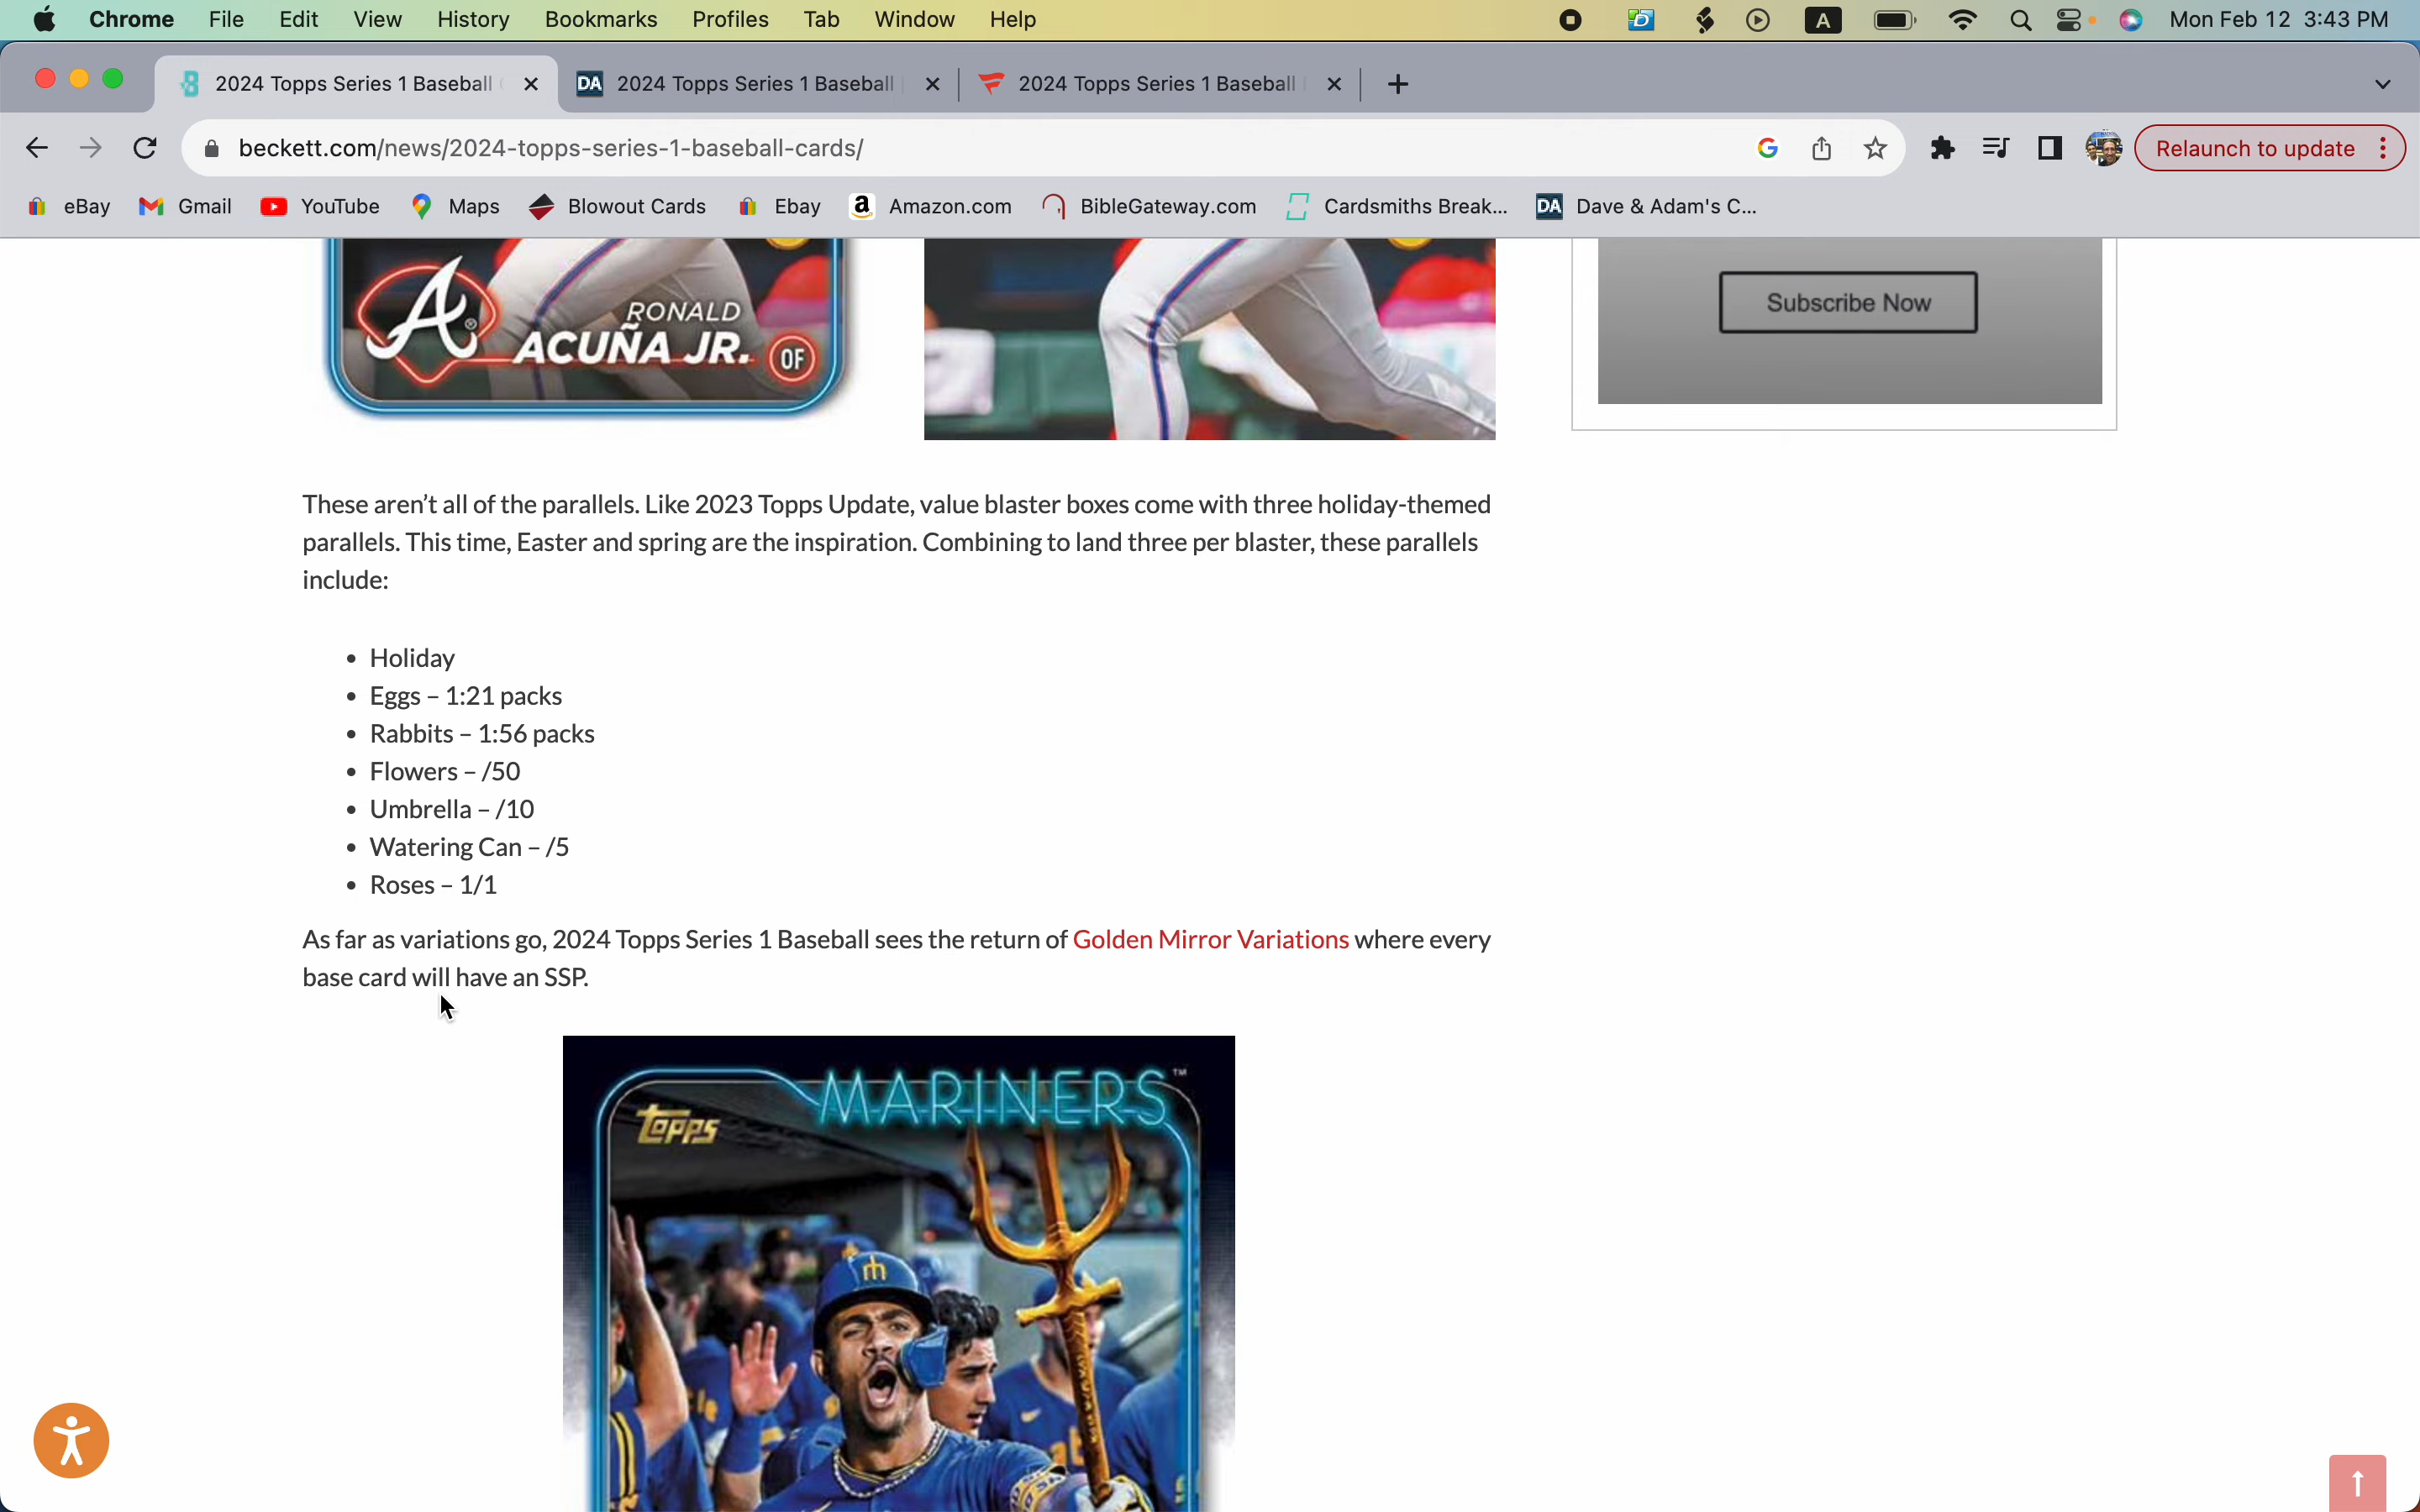 Chrome File Edit View History Bookmarks Profiles Tab Window Help A Mon Feb 12 3:43 PM
2024 Topps Series 1 Baseball DA 2024 Topps Series 1 Baseball 2024 Topps Series 1 Baseball
beckett.com/news/2024-topps-series-1-baseball-cards/ Relaunch to update
eBay Gmail YouTube Maps Blowout Cards Ebay Amazon.com BibleGateway.com Cardsmiths Break... DA Dave & Adam's C...
A
RONALD
ACUÑA JR. OF
Subscribe Now
These aren't all of the parallels. Like 2023 Topps Update, value blaster boxes come with three holiday-themed
parallels. This time, Easter and spring are the inspiration. Combining to land three per blaster, these parallels
include:
• Holiday
• Eggs – 1:21 packs
• Rabbits – 1:56 packs
• Flowers – /50
• Umbrella – /10
• Watering Can – /5
• Roses – 1/1
As far as variations go, 2024 Topps Series 1 Baseball sees the return of Golden Mirror Variations where every
base card will have an SSP.
MARINERS™
Topps